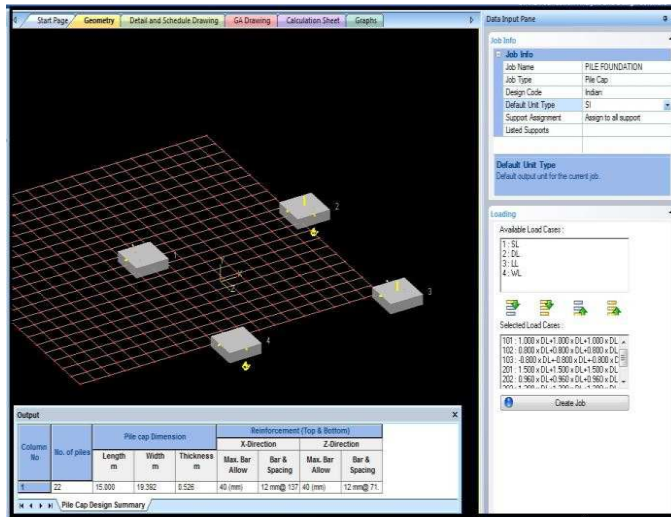 Start Page Geometry Detail and Schedule Drawing GA Drawing Calculation Sheet Graphs
Data Input Pane
Job Info
Job Info
Job Name PILE FOUNDATION
Job Type Pile Cap
Design Code Indian
Default Unit Type SI
Support Assignment Assign to all support
Listed Supports
Default Unit Type
Default output unit for the current job.
Loading
Available Load Cases :
1 : SL
2 : DL
3 : LL
4 : WL
Selected Load Cases :
101 : 1.000 x DL+1.000 x DL+1.000 x DL
102 : 0.800 x DL+0.800 x DL+0.800 x DL
103 : -0.800 x DL+-0.800 x DL+-0.800 x D
201 : 1.500 x DL+1.500 x DL+1.500 x DL
202 : 0.960 x DL+0.960 x DL+0.960 x DL
Create Job
1
2
3
4
X
Z
Output
Column No No. of piles Pile cap Dimension Reinforcement (Top & Bottom)
X-Direction Z-Direction
Length m Width m Thickness m Max. Bar Allow Bar & Spacing Max. Bar Allow Bar & Spacing
1 22 15.000 19.392 0.526 40 (mm) 12 mm@ 137 40 (mm) 12 mm@ 71.
Pile Cap Design Summary